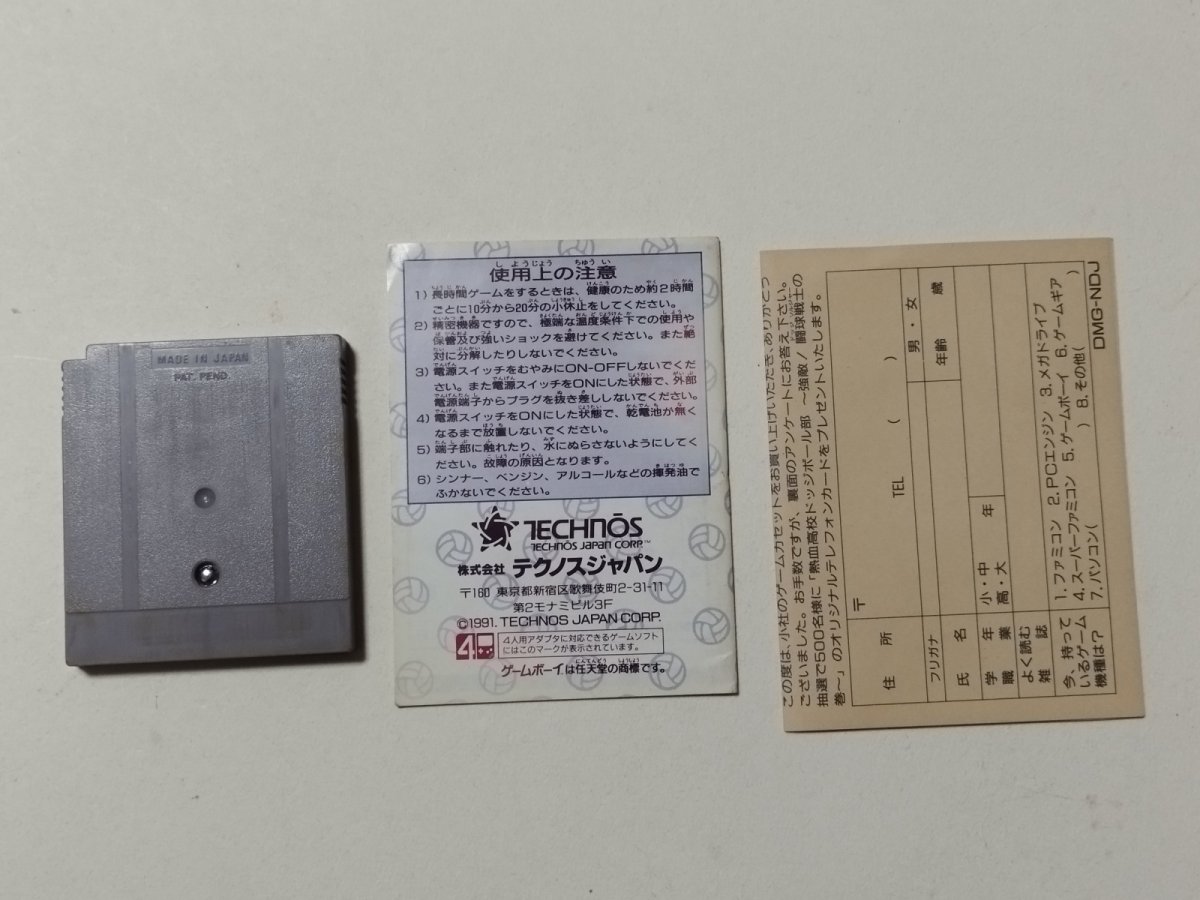 MADE IN JAPAN
PAT. PEND.
使用上の注意
1) 長時間ゲームをするときは、健康のため約2時間
ごとに10分から20分の小休止をしてください。
2) 精密機器ですので、極端な温度条件下での使用や
保管及び強いショックを避けてください。また絶
対に分解したりしないでください。
3) 電源スイッチをむやみにON-OFFしないでくだ
さい。また電源スイッチをONにした状態で、外部
電源端子からプラグを抜き差ししないでください。
4) 電源スイッチをONにした状態で、乾電池が無く
なるまで放置しないでください。
5) 端子部に触れたり、水にぬらさないようにしてく
ださい。故障の原因となります。
6) シンナー、ベンジン、アルコールなどの揮発油で
ふかないでください。
TECHNŌS
TECHNŌS JAPAN CORP.™
株式会社 テクノスジャパン
〒160 東京都新宿区歌舞伎町2-31-11
第2モナミビル3F
©1991. TECHNOS JAPAN CORP.
4
4人用アダプタに対応できるゲームソフト
にはこのマークが表示されています。
ゲームボーイは任天堂の商標です。
この度は、小社のゲームカセットをお買い上げいただき、ありがとう
ございました。お手数ですが、裏面のアンケートにお答え下さい。
抽選で500名様に「熱血高校ドッジボール部 〜強敵!闘球戦士の
巻〜」のオリジナルテレフォンカードをプレゼントいたします。
住所 〒 TEL ( )
フリガナ
氏名 男・女
年齢 歳
学年 小・中 年
職業 高・大
よく読む
雑誌
今、持って
いるゲーム
機種は?
1.ファミコン 2.PCエンジン 3.メガドライブ
4.スーパーファミコン 5.ゲームボーイ 6.ゲームギア
7.パソコン( ) 8.その他( )
DMG-NDJ